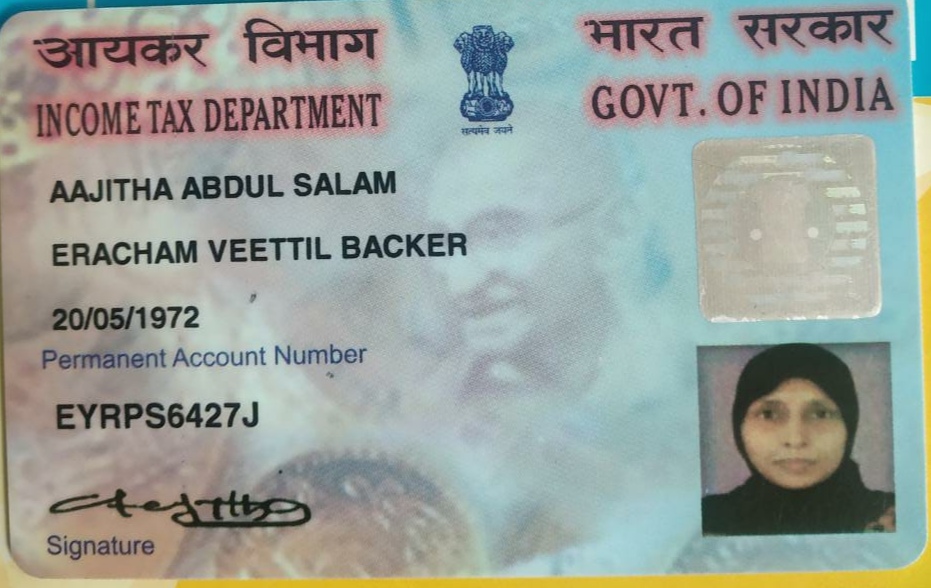 आयकर विभाग
INCOME TAX DEPARTMENT
सत्यमेव जयते
भारत सरकार
GOVT. OF INDIA
AAJITHA ABDUL SALAM
ERACHAM VEETTIL BACKER
20/05/1972
Permanent Account Number
EYRPS6427J
Signature